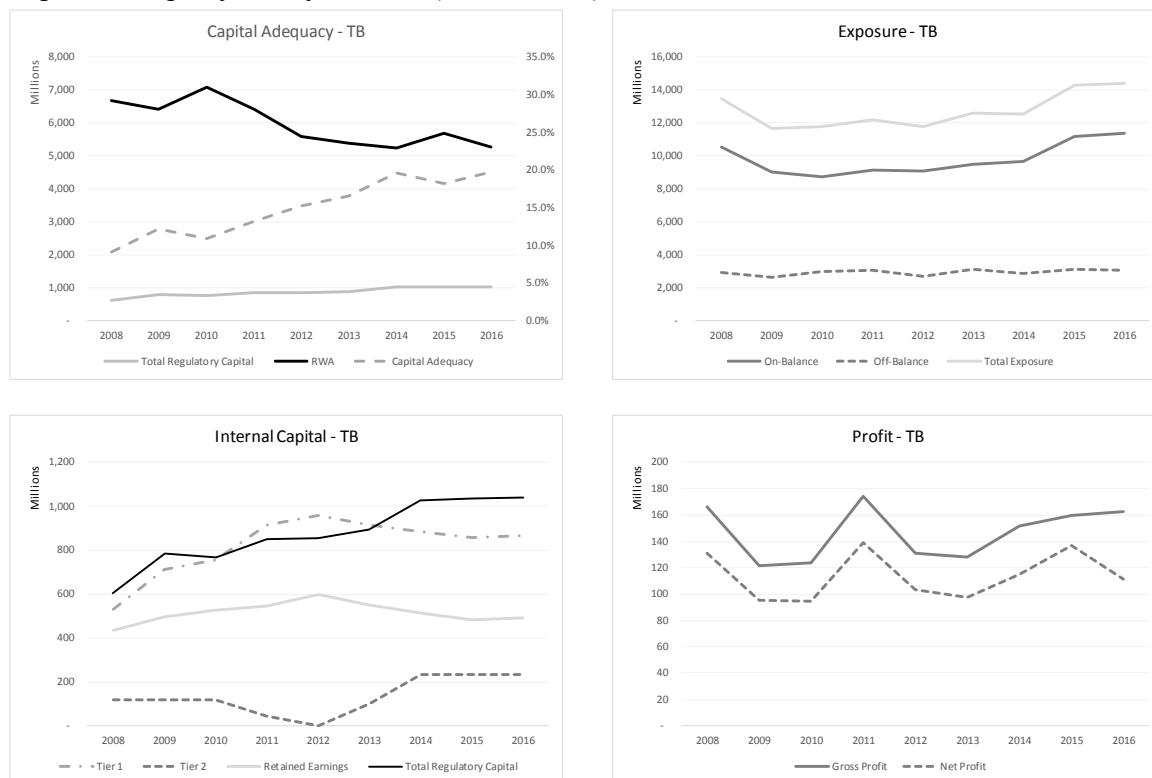 Capital Adequacy - TB
Millions
8,000
7,000
6,000
5,000
4,000
3,000
2,000
1,000
-
35.0%
30.0%
25.0%
20.0%
15.0%
10.0%
5.0%
0.0%
2008 2009 2010 2011 2012 2013 2014 2015 2016
Total Regulatory Capital RWA Capital Adequacy
Exposure - TB
Millions
16,000
14,000
12,000
10,000
8,000
6,000
4,000
2,000
-
2008 2009 2010 2011 2012 2013 2014 2015 2016
On-Balance Off-Balance Total Exposure
Internal Capital - TB
Millions
1,200
1,000
800
600
400
200
-
2008 2009 2010 2011 2012 2013 2014 2015 2016
Tier 1 Tier 2 Retained Earnings Total Regulatory Capital
Profit - TB
Millions
200
180
160
140
120
100
80
60
40
20
-
2008 2009 2010 2011 2012 2013 2014 2015 2016
Gross Profit Net Profit